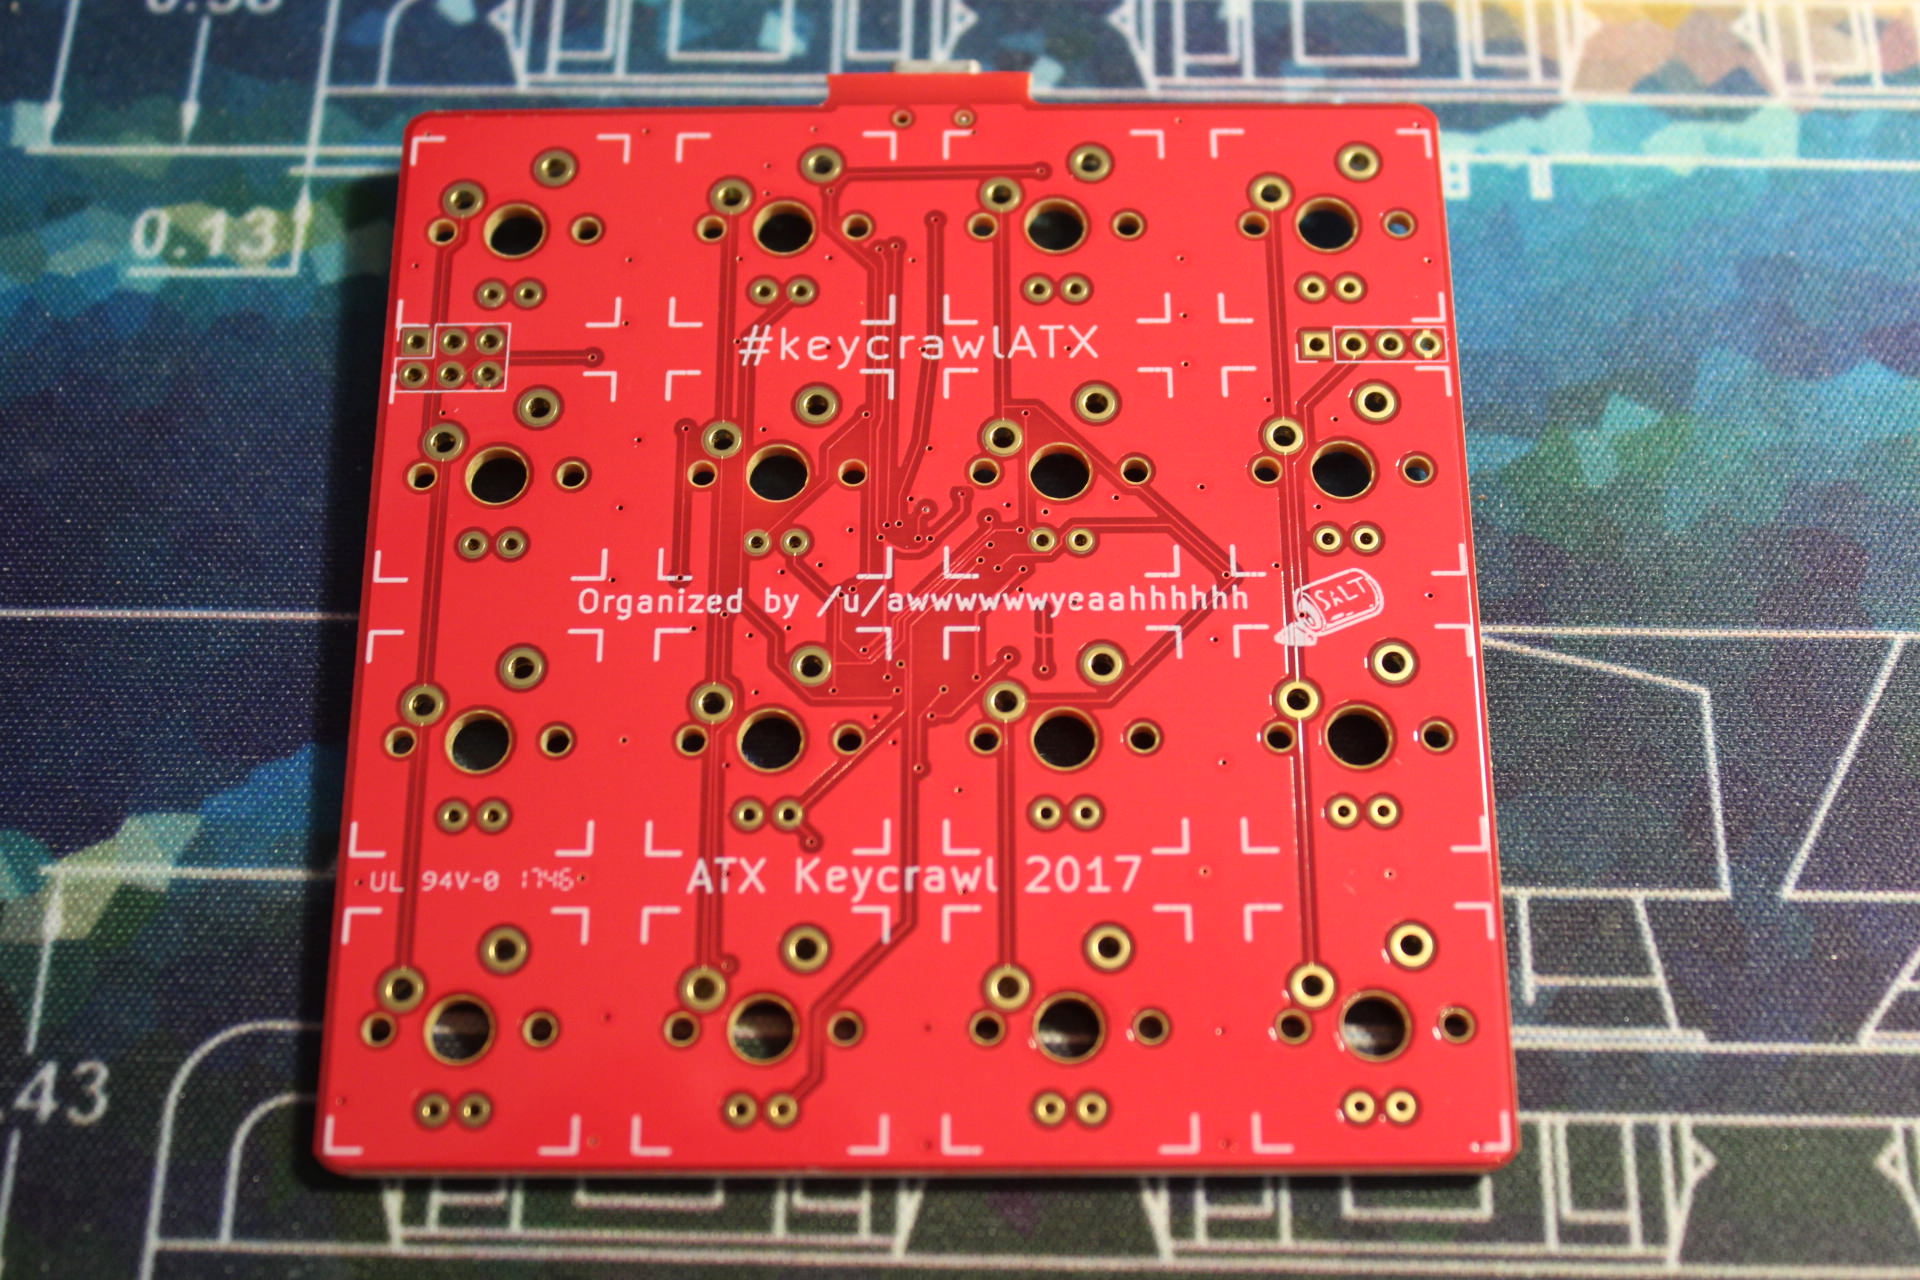 0.13
#keycrawlATX
Organized by /u/awwwwwwyeaahhhhhh
SALT
UL 94V-0 1746
ATX Keycrawl 2017
.43